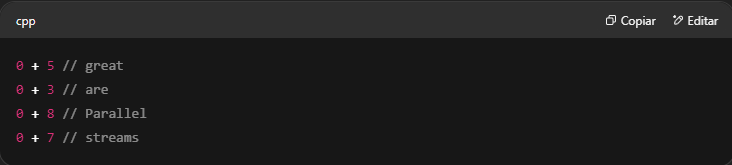 cpp Copiar Editar
0 + 5 // great
0 + 3 // are
0 + 8 // Parallel
0 + 7 // streams